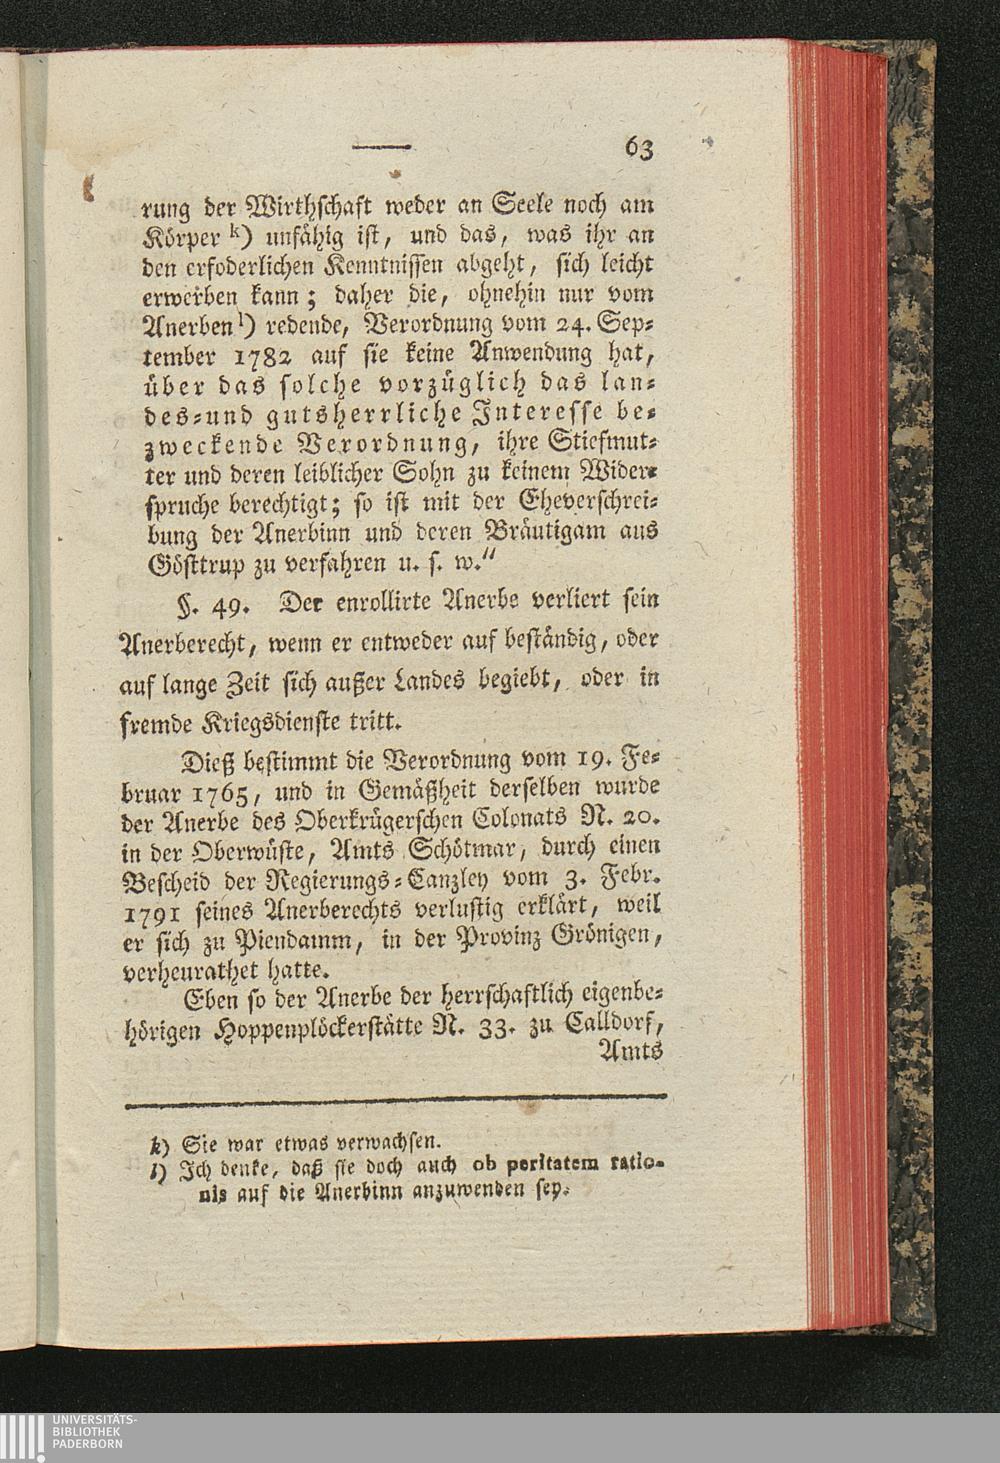 63
rung der Wirthschaft weder an Seele noch am
Körper k) unfähig ist, und das, was ihr an
den erfoderlichen Kenntnissen abgeht, sich leicht
erwerben kann; daher die, ohnehin nur vom
Anerben l) redende, Verordnung vom 24. Sep-
tember 1782 auf sie keine Anwendung hat,
über das solche vorzüglich das lan-
des-und gutsherrliche Interesse be-
zweckende Verordnung, ihre Stiefmut-
ter und deren leiblicher Sohn zu keinem Wider-
spruche berechtigt; so ist mit der Eheverschrei-
bung der Anerbinn und deren Bräutigam aus
Gösttrup zu verfahren u. s. w."
§. 49. Der enrollirte Anerbe verliert sein
Anerberecht, wenn er entweder auf beständig, oder
auf lange Zeit sich außer Landes begiebt, oder in
fremde Kriegsdienste tritt.
Dieß bestimmt die Verordnung vom 19. Fe-
bruar 1765, und in Gemäßheit derselben wurde
der Anerbe des Oberkrügerschen Colonats N. 20.
in der Oberwüste, Amts Schötmar, durch einen
Bescheid der Regierungs-Canzley vom 3. Febr.
1791 seines Anerberechts verlustig erklärt, weil
er sich zu Piendamm, in der Provinz Grönigen,
verheurathet hatte.
Eben so der Anerbe der herrschaftlich eigenbe-
hörigen Hoppenplöckerstätte N. 33. zu Calldorf,
Amts
k) Sie war etwas verwachsen.
l) Ich denke, daß sie doch auch ob paritatem ratio-
nis auf die Anerbinn anzuwenden sey.
UNIVERSITÄTS-
BIBLIOTHEK
PADERBORN